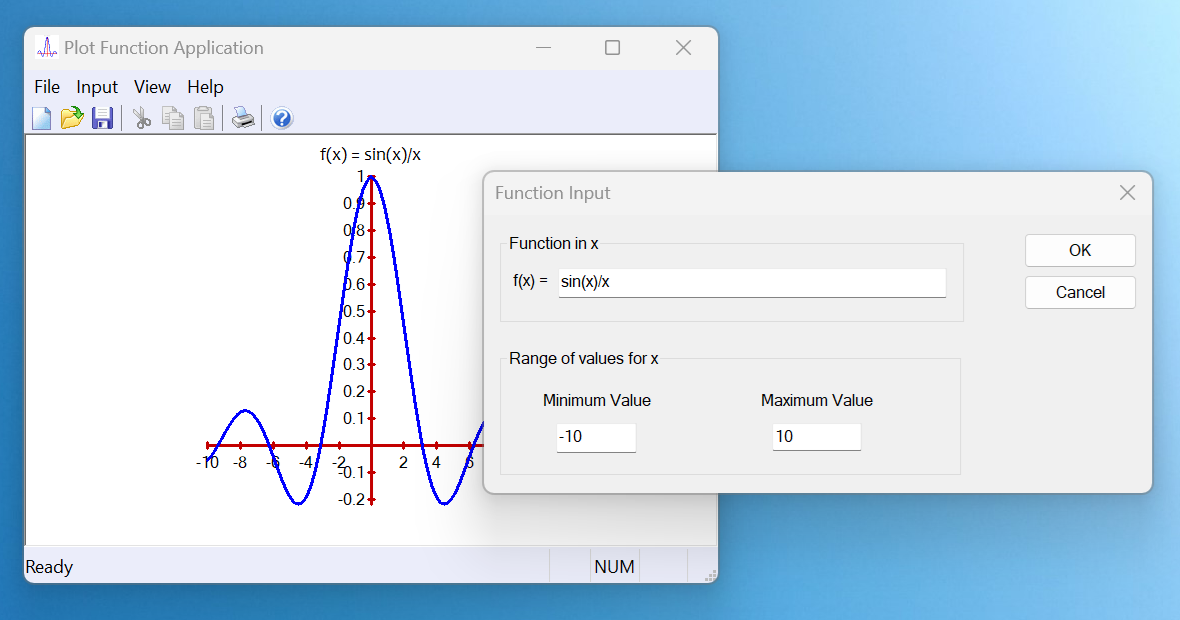 Plot Function Application
File Input View Help
f(x) = sin(x)/x
1
0.9
0.8
0.7
0.6
0.5
0.4
0.3
0.2
0.1
-10 -8 -6 -4 -2 2 4 6
-0.1
-0.2
Ready NUM
Function Input
Function in x
f(x) = sin(x)/x
OK
Cancel
Range of values for x
Minimum Value Maximum Value
-10 10